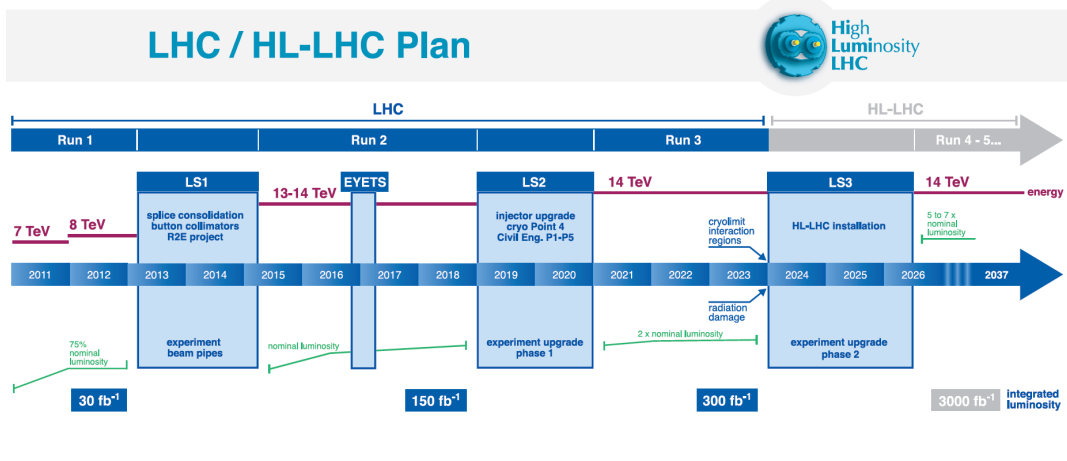 LHC / HL-LHC Plan
High
Luminosity
LHC
LHC
HL-LHC
Run 1
Run 2
Run 3
Run 4 - 5...
LS1
EYETS
LS2
14 TeV
LS3
14 TeV
13-14 TeV
energy
7 TeV
8 TeV
splice consolidation
button collimators
R2E project
injector upgrade
cryo Point 4
Civil Eng. P1-P5
cryolimit
interaction
regions
HL-LHC installation
5 to 7 x
nominal
luminosity
2011
2012
2013
2014
2015
2016
2017
2018
2019
2020
2021
2022
2023
2024
2025
2026
2037
radiation
damage
75%
nominal
luminosity
experiment
beam pipes
nominal luminosity
experiment upgrade
phase 1
2 x nominal luminosity
experiment upgrade
phase 2
30 fb⁻¹
150 fb⁻¹
300 fb⁻¹
3000 fb⁻¹
integrated
luminosity